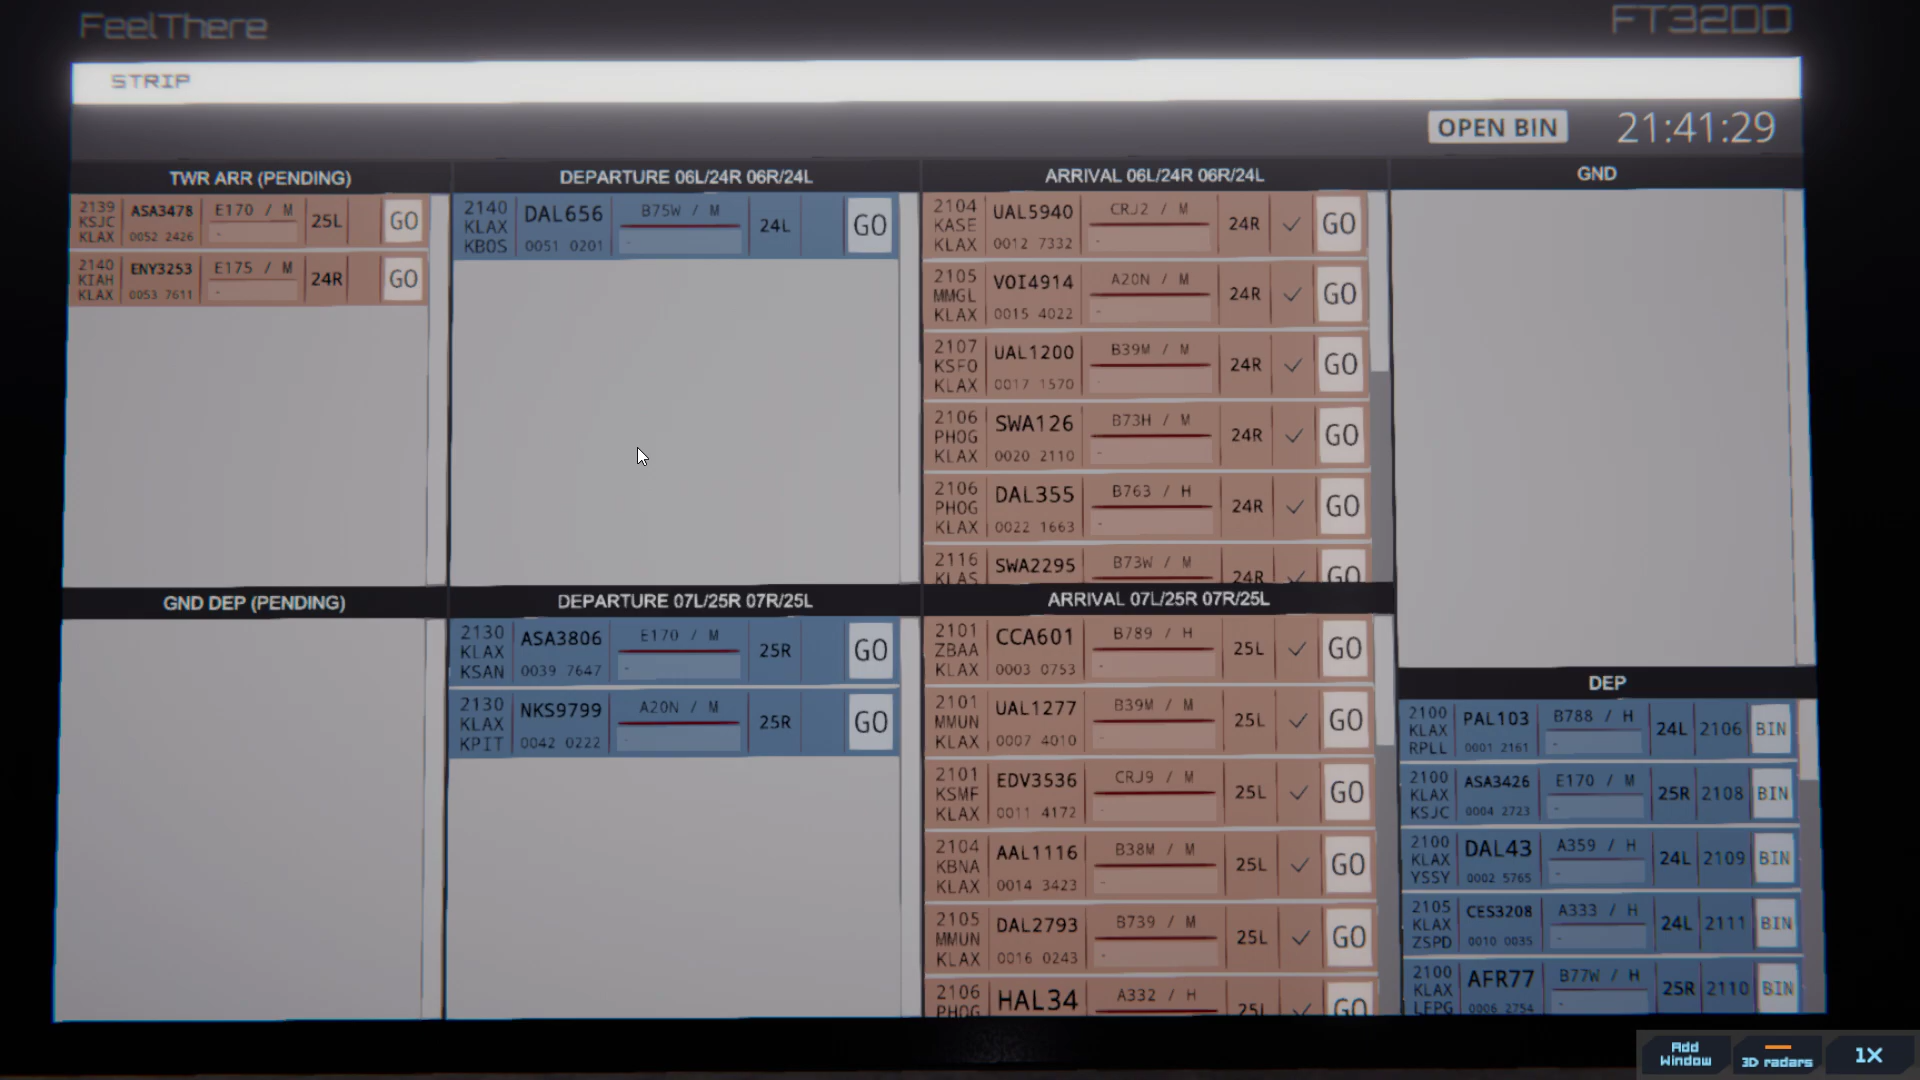 FeelThere
FT32DD
STRIP
OPEN BIN
21:41:29
TWR ARR (PENDING)
2139
KSJC
KLAX
ASA3478
0052 2426
E170 / M
-
25L
GO
2140
KIAH
KLAX
ENY3253
0053 7611
E175 / M
-
24R
GO
DEPARTURE 06L/24R 06R/24L
2140
KLAX
KBOS
DAL656
0051 0201
B75W / M
-
24L
GO
ARRIVAL 06L/24R 06R/24L
2104
KASE
KLAX
UAL5940
0012 7332
CRJ2 / M
-
24R
✓
GO
2105
MMGL
KLAX
VOI4914
0015 4022
A20N / M
-
24R
✓
GO
2107
KSFO
KLAX
UAL1200
0017 1570
B39M / M
-
24R
✓
GO
2106
PHOG
KLAX
SWA126
0020 2110
B73H / M
-
24R
✓
GO
2106
PHOG
KLAX
DAL355
0022 1663
B763 / H
-
24R
✓
GO
2116
KLAS
SWA2295
B73W / M
24R
✓
GO
GND
GND DEP (PENDING)
DEPARTURE 07L/25R 07R/25L
2130
KLAX
KSAN
ASA3806
0039 7647
E170 / M
-
25R
GO
2130
KLAX
KPIT
NKS9799
0042 0222
A20N / M
-
25R
GO
ARRIVAL 07L/25R 07R/25L
2101
ZBAA
KLAX
CCA601
0003 0753
B789 / H
-
25L
✓
GO
2101
MMUN
KLAX
UAL1277
0007 4010
B39M / M
-
25L
✓
GO
2101
KSMF
KLAX
EDV3536
0011 4172
CRJ9 / M
-
25L
✓
GO
2104
KBNA
KLAX
AAL1116
0014 3423
B38M / M
-
25L
✓
GO
2105
MMUN
KLAX
DAL2793
0016 0243
B739 / M
-
25L
✓
GO
2106
PHOG
HAL34
A332 / H
25L
✓
GO
DEP
2100
KLAX
RPLL
PAL103
0001 2161
B788 / H
-
24L
2106
BIN
2100
KLAX
KSJC
ASA3426
0004 2723
E170 / M
-
25R
2108
BIN
2100
KLAX
YSSY
DAL43
0002 5765
A359 / H
-
24L
2109
BIN
2105
KLAX
ZSPD
CES3208
0010 0035
A333 / H
-
24L
2111
BIN
2100
KLAX
LFPG
AFR77
0006 2754
B77W / H
-
25R
2110
BIN
Add
Window
3D radars
1X